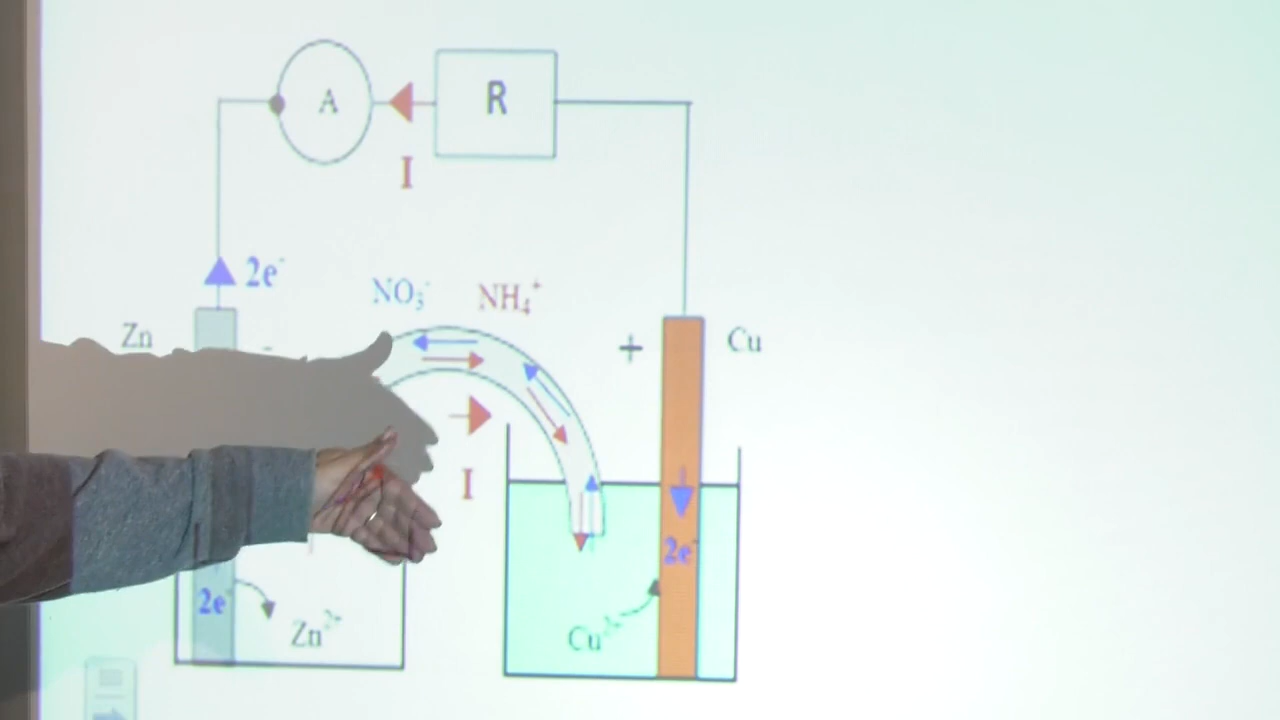 A
R
I
2e⁻
NO₃⁻
NH₄⁺
Zn
-
+
Cu
I
2e⁻
2e⁻
Zn²⁺
Cu²⁺